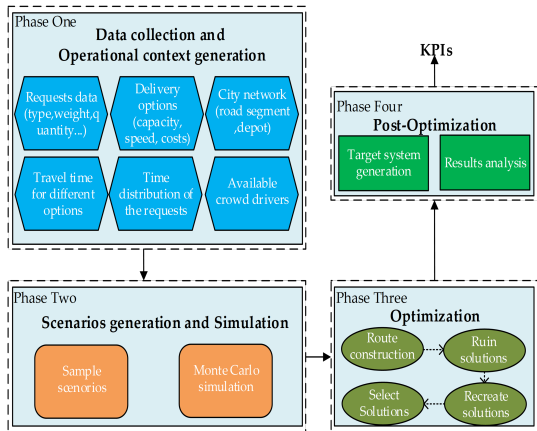 Phase One
Data collection and
Operational context generation
Requests data
(type,weight,q
uantity...)
Delivery
options
(capacity,
speed, costs)
City network
(road segment
,depot)
Travel time
for different
options
Time
distribution of
the requests
Available
crowd drivers
Phase Two
Scenarios generation and Simulation
Sample
scenorios
Monte Carlo
simulation
Phase Three
Optimization
Route
construction
Ruin
solutions
Select
Solutions
Recreate
solutions
KPIs
Phase Four
Post-Optimization
Target system
generation
Results analysis